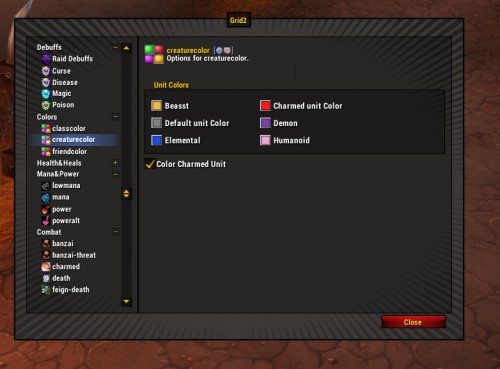 Grid2
Debuffs
Raid Debuffs
Curse
Disease
Magic
Poison
Colors
classcolor
creaturecolor
friendcolor
Health&Heals
Mana&Power
lowmana
mana
power
poweralt
Combat
banzai
banzai-threat
charmed
death
feign-death
creaturecolor
Options for creaturecolor.
Unit Colors
Beasst Charmed unit Color
Default unit Color Demon
Elemental Humanoid
Color Charmed Unit
Close